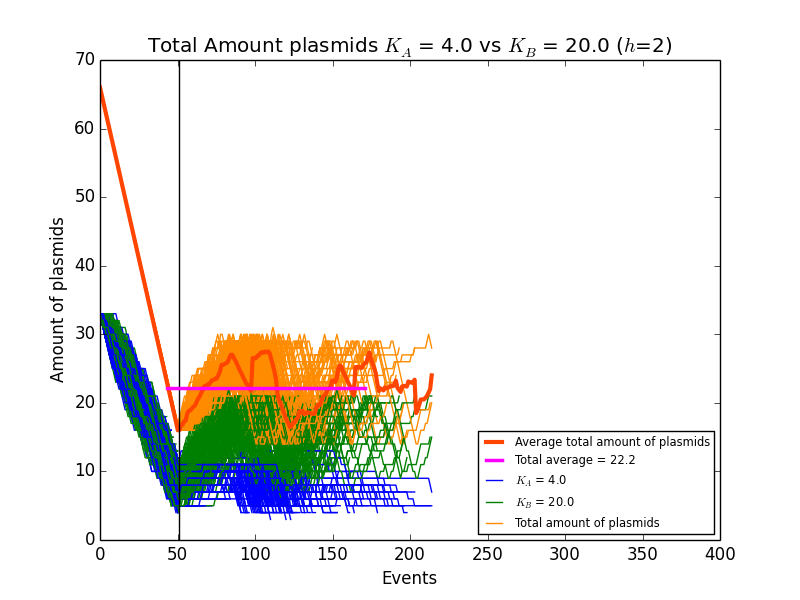 Total Amount plasmids K_A = 4.0 vs K_B = 20.0 (h=2)
70
60
50
40
30
20
10
0
Amount of plasmids
0 50 100 150 200 250 300 350 400
Events
Average total amount of plasmids
Total average = 22.2
K_A = 4.0
K_B = 20.0
Total amount of plasmids